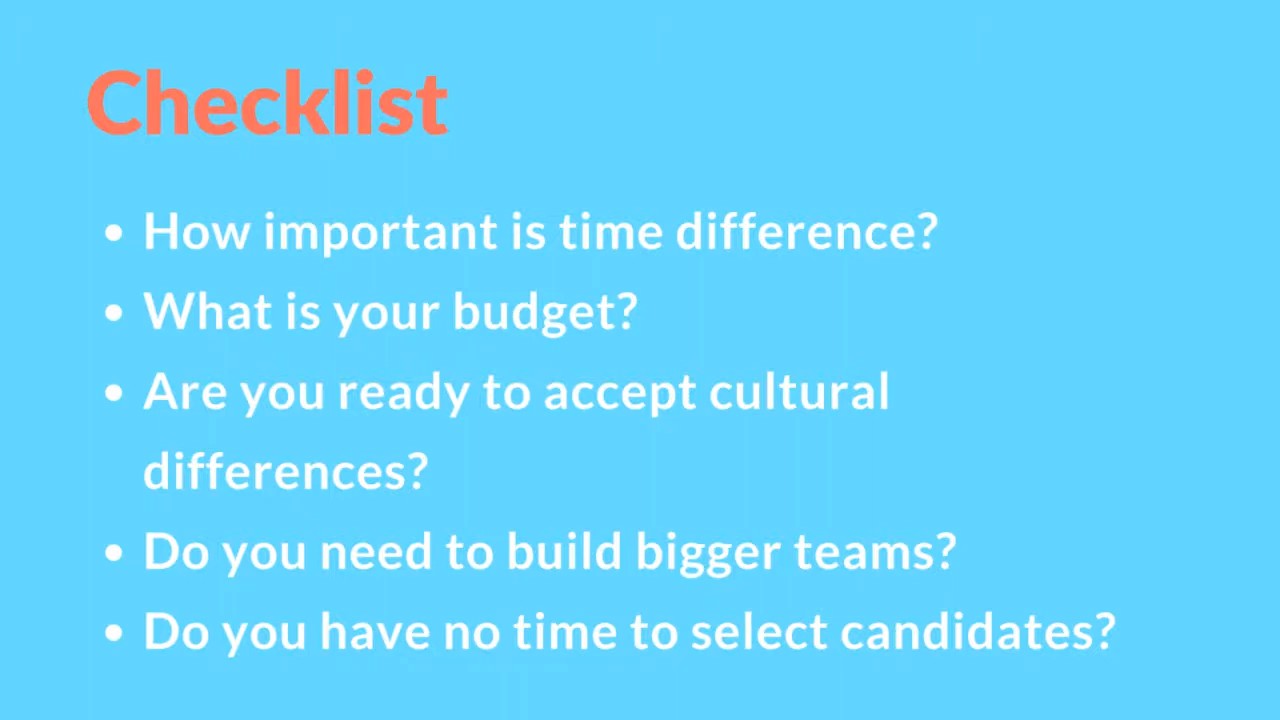 Checklist
• How important is time difference?
• What is your budget?
• Are you ready to accept cultural
differences?
• Do you need to build bigger teams?
• Do you have no time to select candidates?